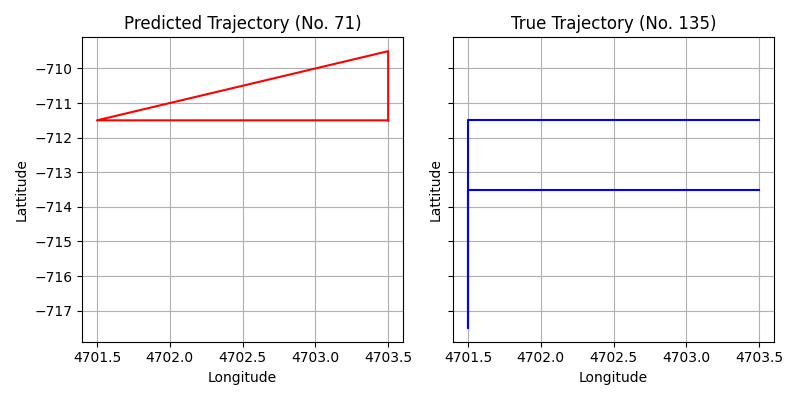 Predicted Trajectory (No. 71)
True Trajectory (No. 135)
Lattitude
−710
−711
−712
−713
−714
−715
−716
−717
4701.5 4702.0 4702.5 4703.0 4703.5
Longitude
Lattitude
4701.5 4702.0 4702.5 4703.0 4703.5
Longitude